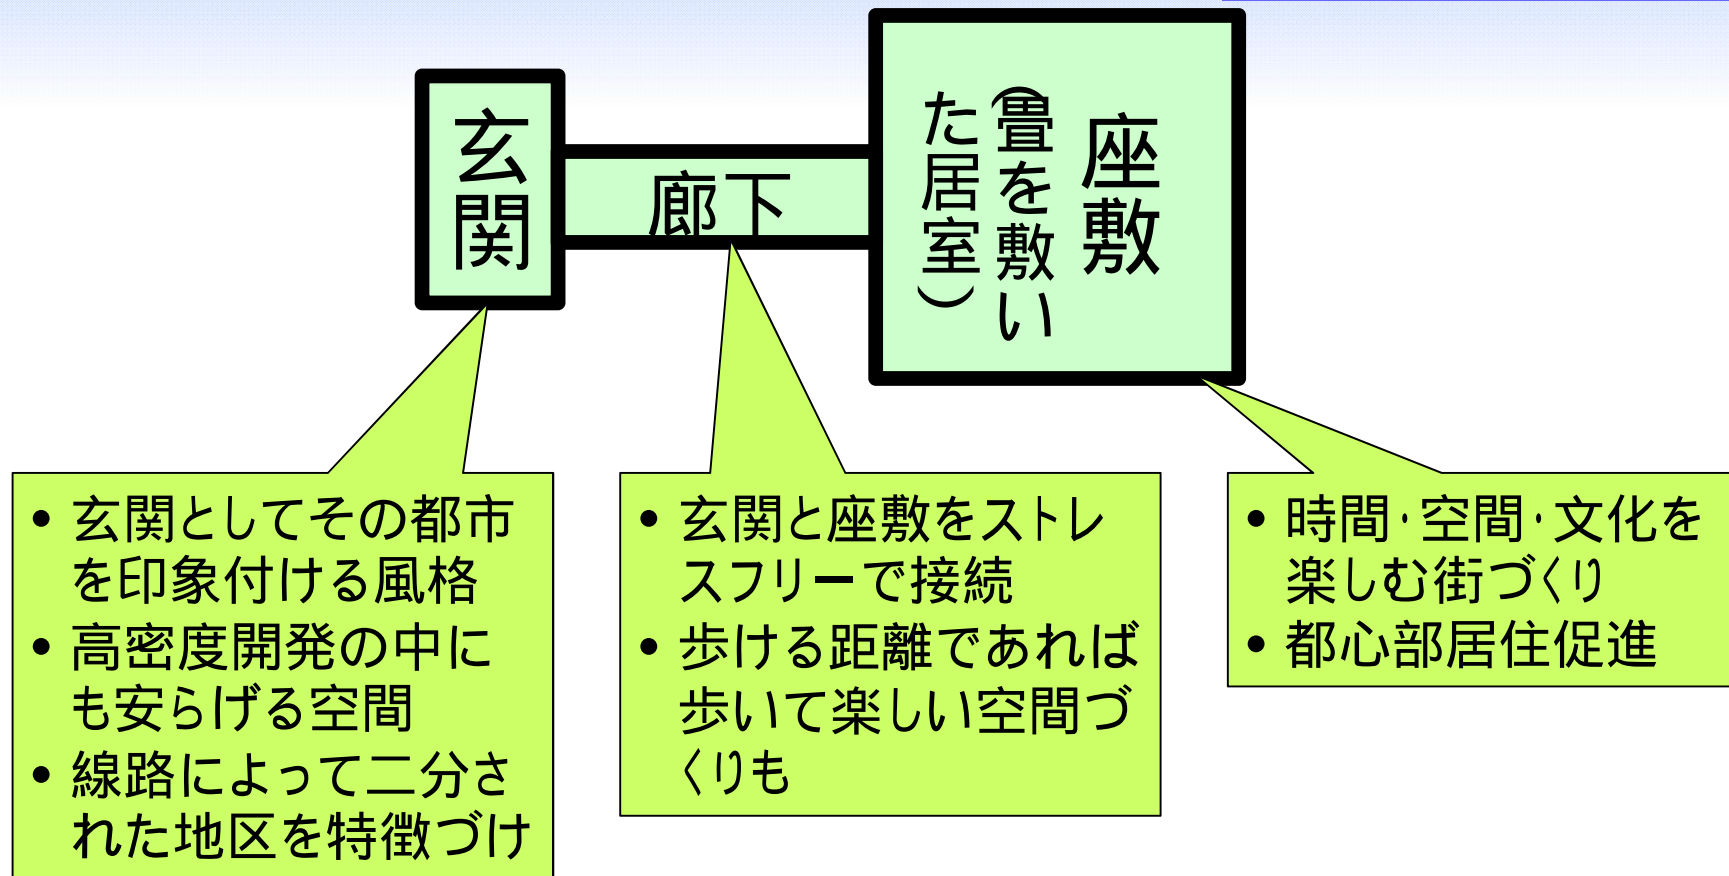 玄関
廊下
座敷
(畳を敷い
た居室)
• 玄関としてその都市
を印象付ける風格
• 高密度開発の中に
も安らげる空間
• 線路によって二分さ
れた地区を特徴づけ
• 玄関と座敷をストレ
スフリーで接続
• 歩ける距離であれば
歩いて楽しい空間づ
くりも
• 時間・空間・文化を
楽しむ街づくり
• 都心部居住促進